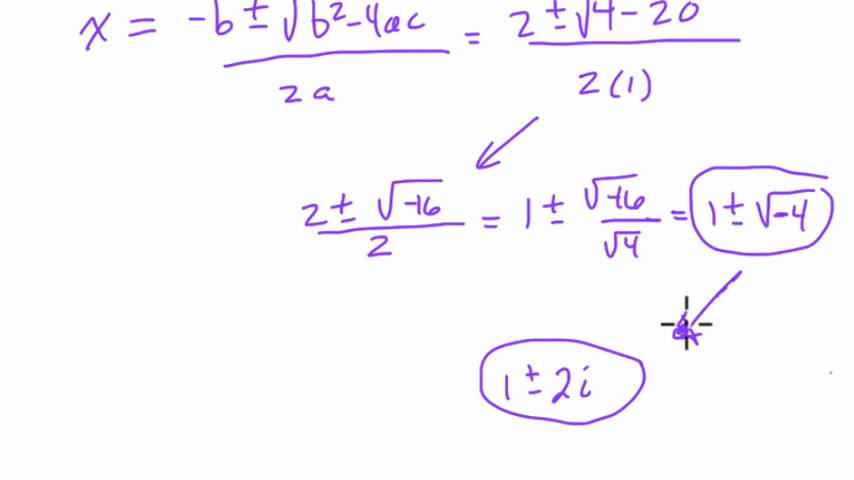 x = -b ± √b²-4ac / 2a = 2 ± √4-20 / 2(1)
2 ± √-16 / 2 = 1 ± √-16 / √4 = 1 ± √-4
1 ± 2i